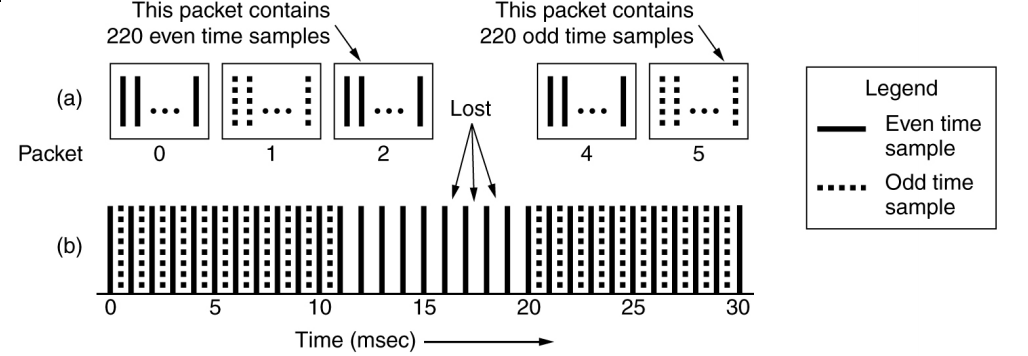 This packet contains
220 even time samples
This packet contains
220 odd time samples
(a)
Lost
Legend
Even time
sample
Odd time
sample
Packet 0 1 2 4 5
(b)
0 5 10 15 20 25 30
Time (msec)